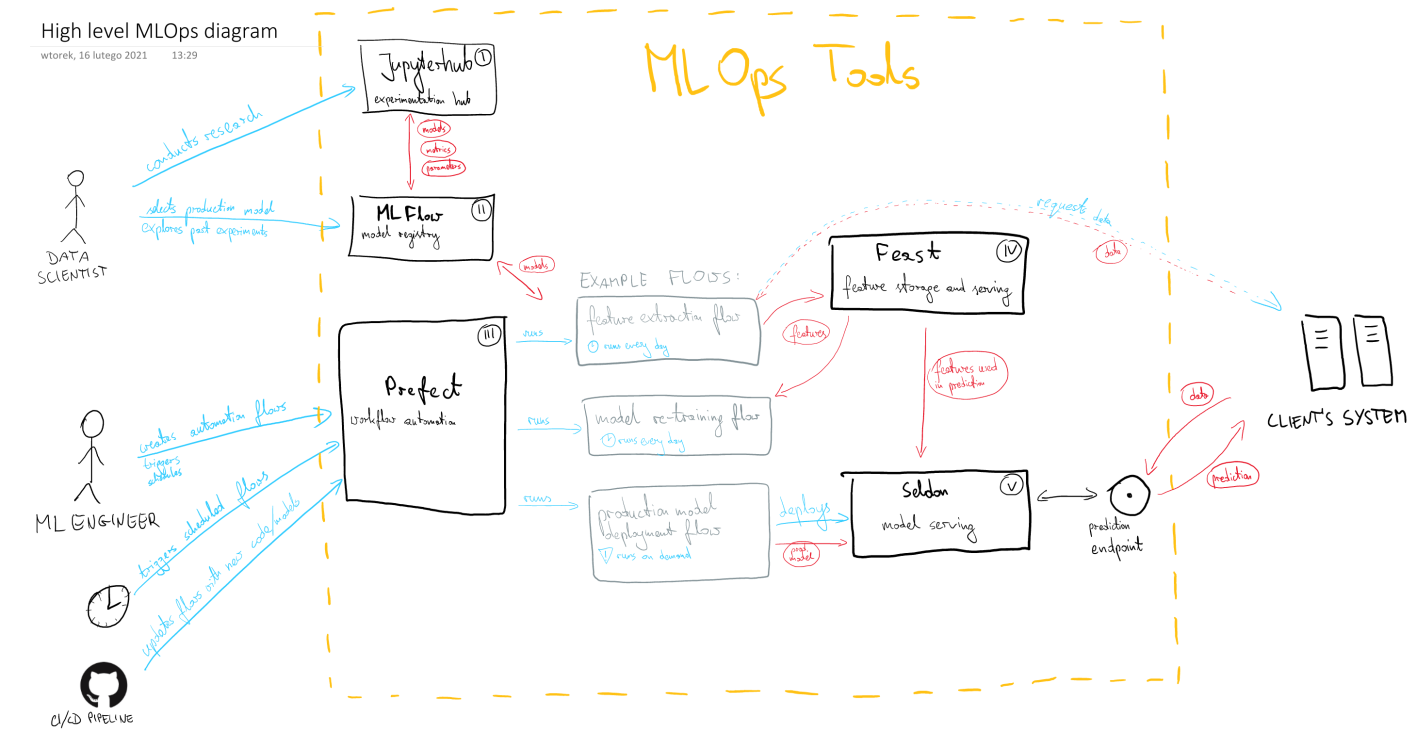 High level MLOps diagram
wtorek, 16 lutego 2021 13:29
MLOps Tools
Jupyterhub I
experimentation hub
conducts research
models
metrics
parameters
DATA
SCIENTIST
selects production model
explores past experiments
MLFlow II
model registry
models
request data
data
Feast IV
feature storage and serving
EXAMPLE FLOWS:
feature extraction flow
runs every day
runs
features
features used
in prediction
Prefect III
workflow automation
model re-training flow
runs every day
runs
CLIENT'S SYSTEM
data
prediction
ML ENGINEER
creates automation flows
triggers
schedules
triggers scheduled flows
updates flows with new code/models
runs
production model
deployment flow
runs on demand
deploys
prod.
model
Seldon V
model serving
prediction
endpoint
CI/CD PIPELINE